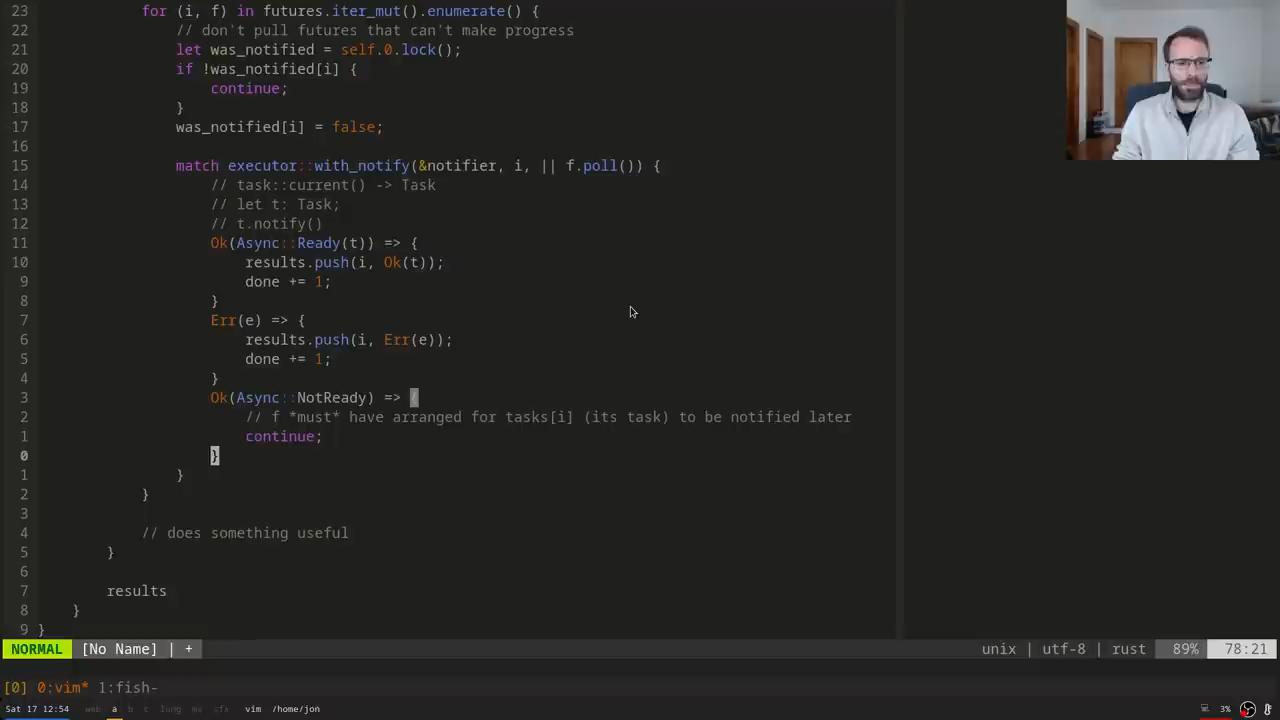 23 for (i, f) in futures.iter_mut().enumerate() {
22 // don't pull futures that can't make progress
21 let was_notified = self.0.lock();
20 if !was_notified[i] {
19 continue;
18 }
17 was_notified[i] = false;
16
15 match executor::with_notify(&notifier, i, || f.poll()) {
14 // task::current() -> Task
13 // let t: Task;
12 // t.notify()
11 Ok(Async::Ready(t)) => {
10 results.push(i, Ok(t));
9 done += 1;
8 }
7 Err(e) => {
6 results.push(i, Err(e));
5 done += 1;
4 }
3 Ok(Async::NotReady) => {
2 // f *must* have arranged for tasks[i] (its task) to be notified later
1 continue;
0 }
1 }
2 }
3
4 // does something useful
5 }
6
7 results
8 }
9 }
NORMAL [No Name] | + unix | utf-8 | rust 89% 78:21
[0] 0:vim* 1:fish-
Sat 17 12:54 web a b t lung vim /home/jon 3%